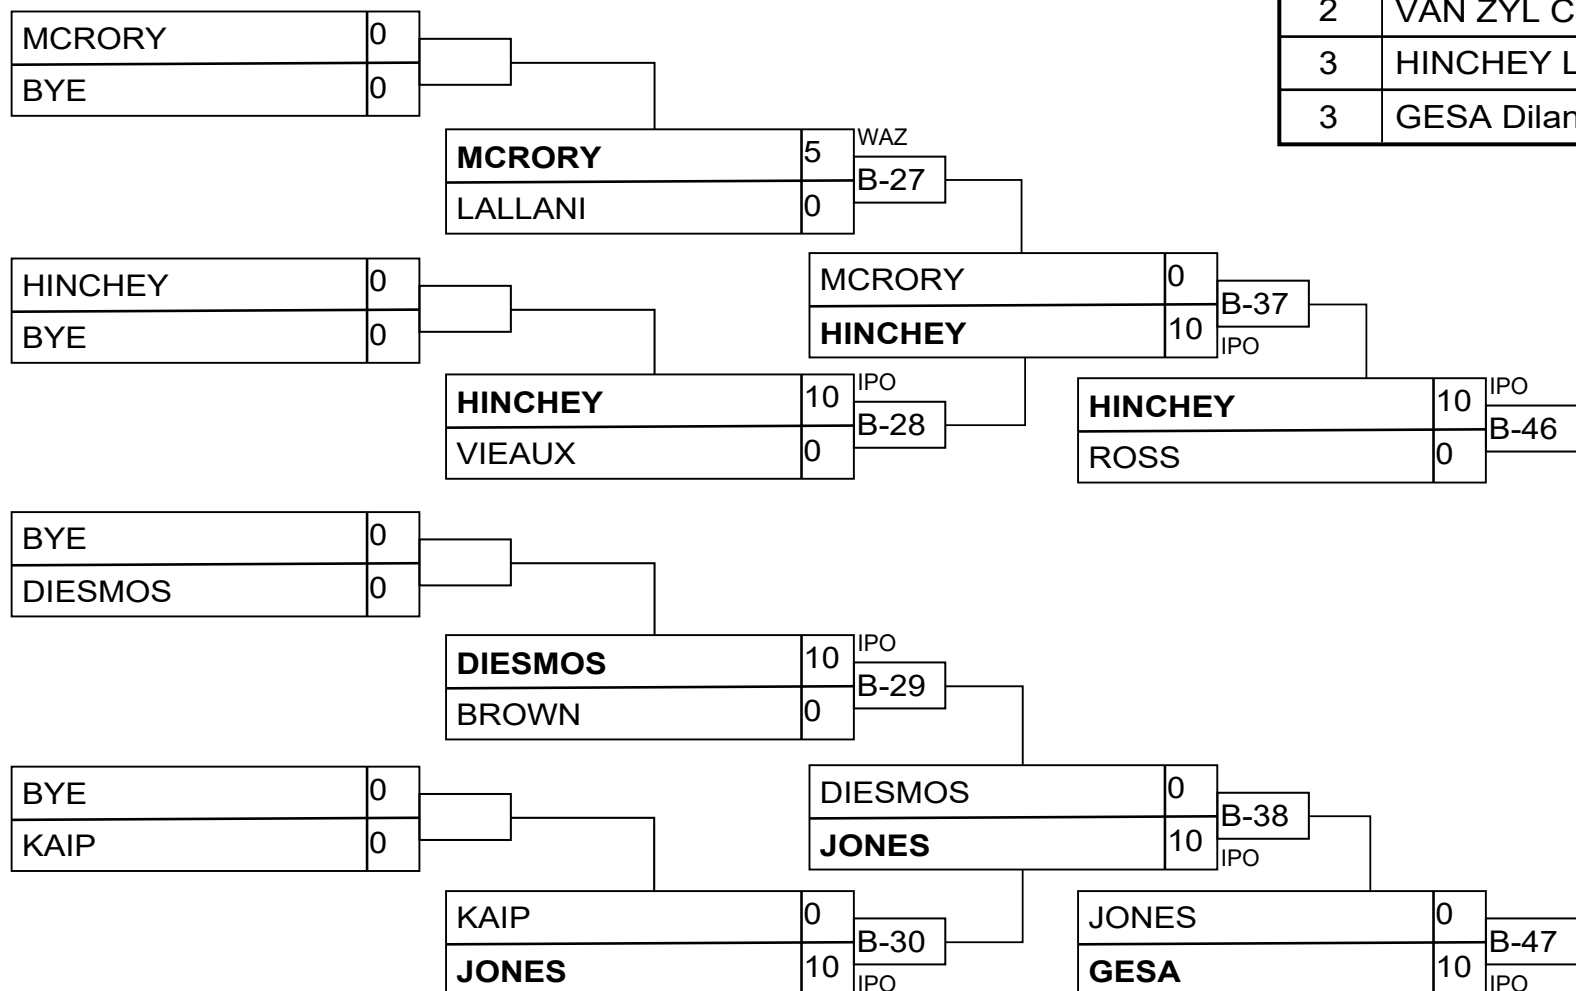 2 VAN ZYL C
3 HINCHEY L
3 GESA Dilan
MCRORY 0
BYE 0
MCRORY 5 WAZ
B-27
LALLANI 0
HINCHEY 0
BYE 0
MCRORY 0
B-37
HINCHEY 10 IPO
HINCHEY 10 IPO
B-28
VIEAUX 0
HINCHEY 10 IPO
B-46
ROSS 0
BYE 0
DIESMOS 0
DIESMOS 10 IPO
B-29
BROWN 0
BYE 0
KAIP 0
DIESMOS 0
B-38
JONES 10 IPO
KAIP 0
B-30
JONES 10 IPO
JONES 0
B-47
GESA 10 IPO